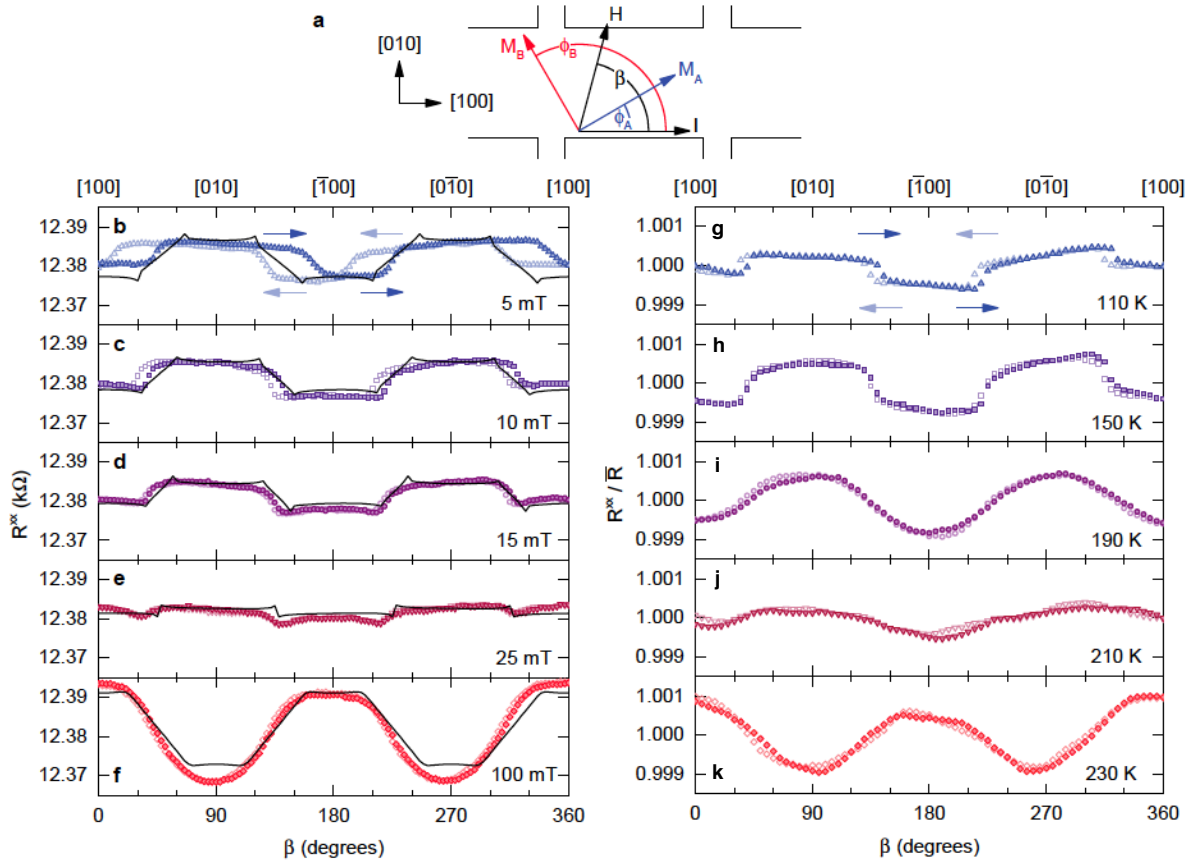 a
[010]
[100]
H
M_B
ϕ_B
β
M_A
ϕ_A
I
[100] [010] [1̅00] [01̅0] [100]
12.39
12.38
12.37
b
5 mT
12.39
12.38
12.37
c
10 mT
12.39
12.38
12.37
d
15 mT
12.39
12.38
12.37
e
25 mT
12.39
12.38
12.37
f
100 mT
R^xx (kΩ)
0 90 180 270 360
β (degrees)
[100] [010] [1̅00] [01̅0] [100]
1.001
1.000
0.999
g
110 K
1.001
1.000
0.999
h
150 K
1.001
1.000
0.999
i
190 K
1.001
1.000
0.999
j
210 K
1.001
1.000
0.999
k
230 K
R^xx / R̅
0 90 180 270 360
β (degrees)